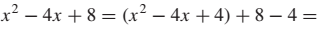 x² – 4x + 8 = (x² – 4x + 4) + 8 – 4 =